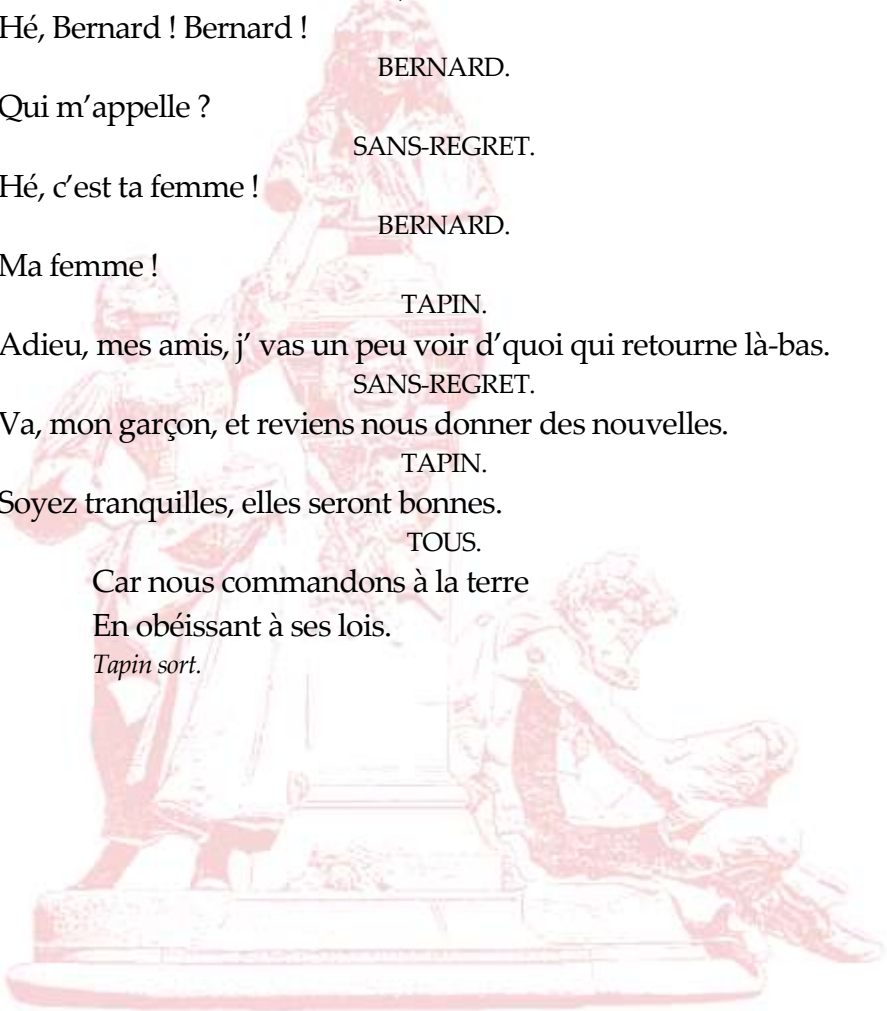 Hé, Bernard ! Bernard !
BERNARD.
Qui m’appelle ?
SANS-REGRET.
Hé, c’est ta femme !
BERNARD.
Ma femme !
TAPIN.
Adieu, mes amis, j’ vas un peu voir d’quoi qui retourne là-bas.
SANS-REGRET.
Va, mon garçon, et reviens nous donner des nouvelles.
TAPIN.
Soyez tranquilles, elles seront bonnes.
TOUS.
Car nous commandons à la terre
En obéissant à ses lois.
Tapin sort.